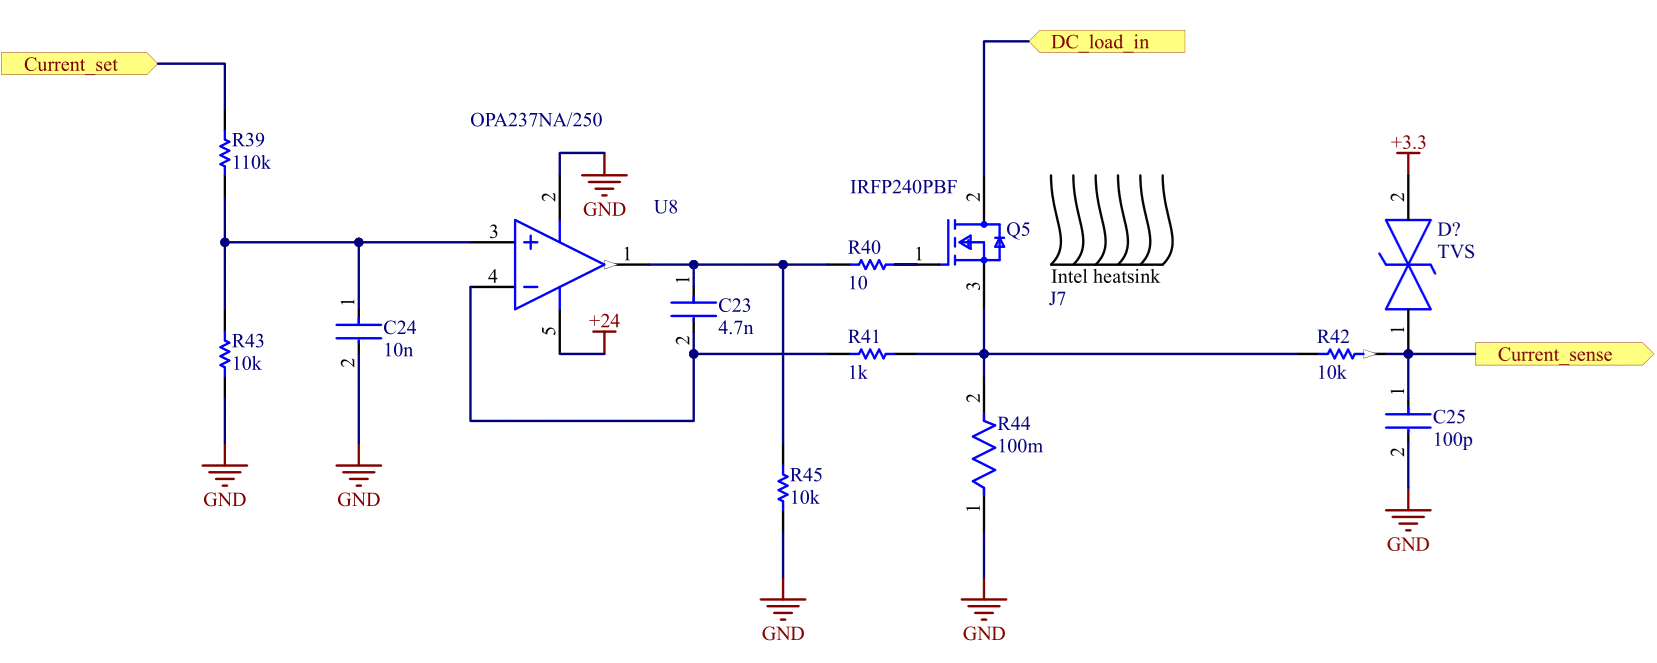 DC_load_in
Current_set
OPA237NA/250
R39
110k
+3.3
2
GND
U8
IRFP240PBF
2
Q5
2
D?
TVS
3
1
R40
10
1
4
1
3
Intel heatsink
J7
1
C24
10n
2
R43
10k
5
+24
C23
4.7n
2
R41
1k
R42
10k
1
Current_sense
2
R44
100m
1
1
C25
100p
2
R45
10k
GND
GND
GND
GND
GND